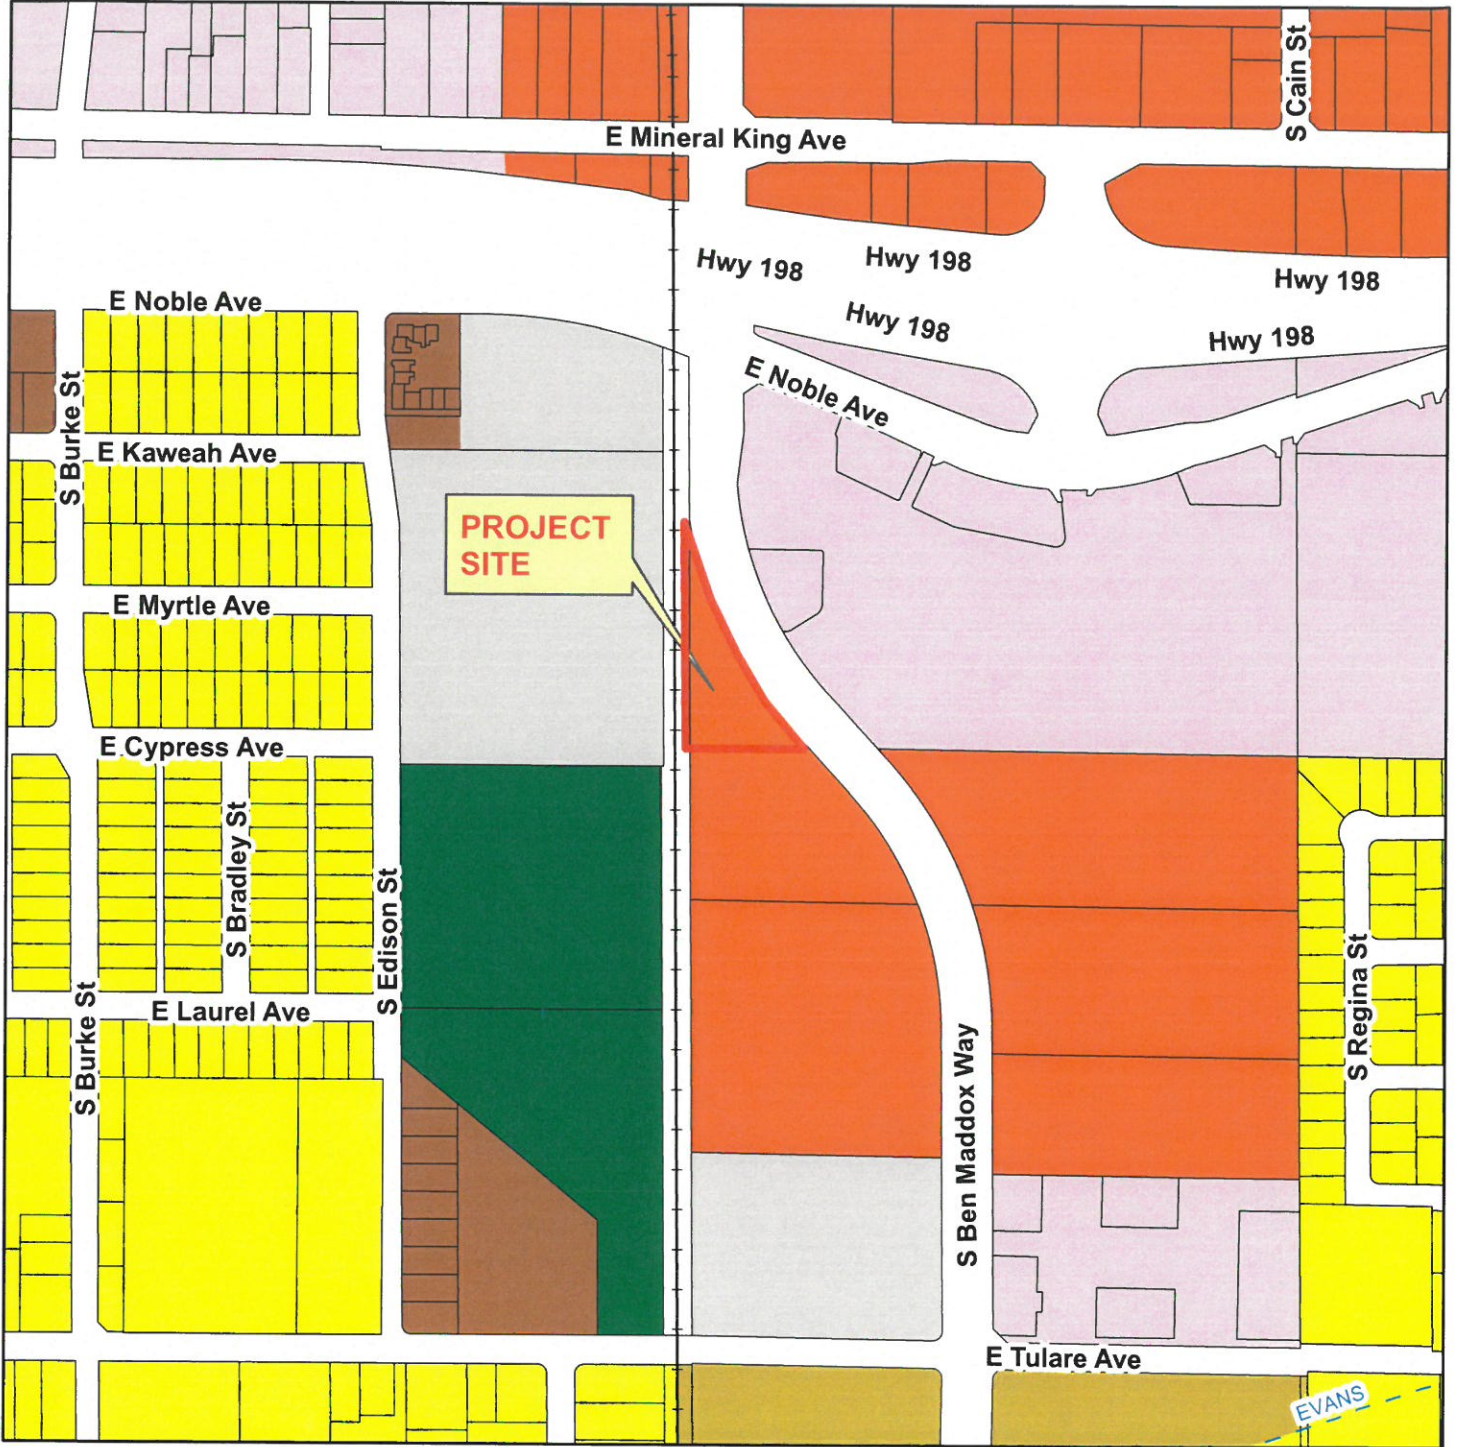 S Cain St
E Mineral King Ave
Hwy 198
Hwy 198
Hwy 198
E Noble Ave
Hwy 198
Hwy 198
E Noble Ave
S Burke St
E Kaweah Ave
PROJECT
SITE
E Myrtle Ave
E Cypress Ave
S Bradley St
S Edison St
S Regina St
S Burke St
E Laurel Ave
S Ben Maddox Way
E Tulare Ave
EVANS